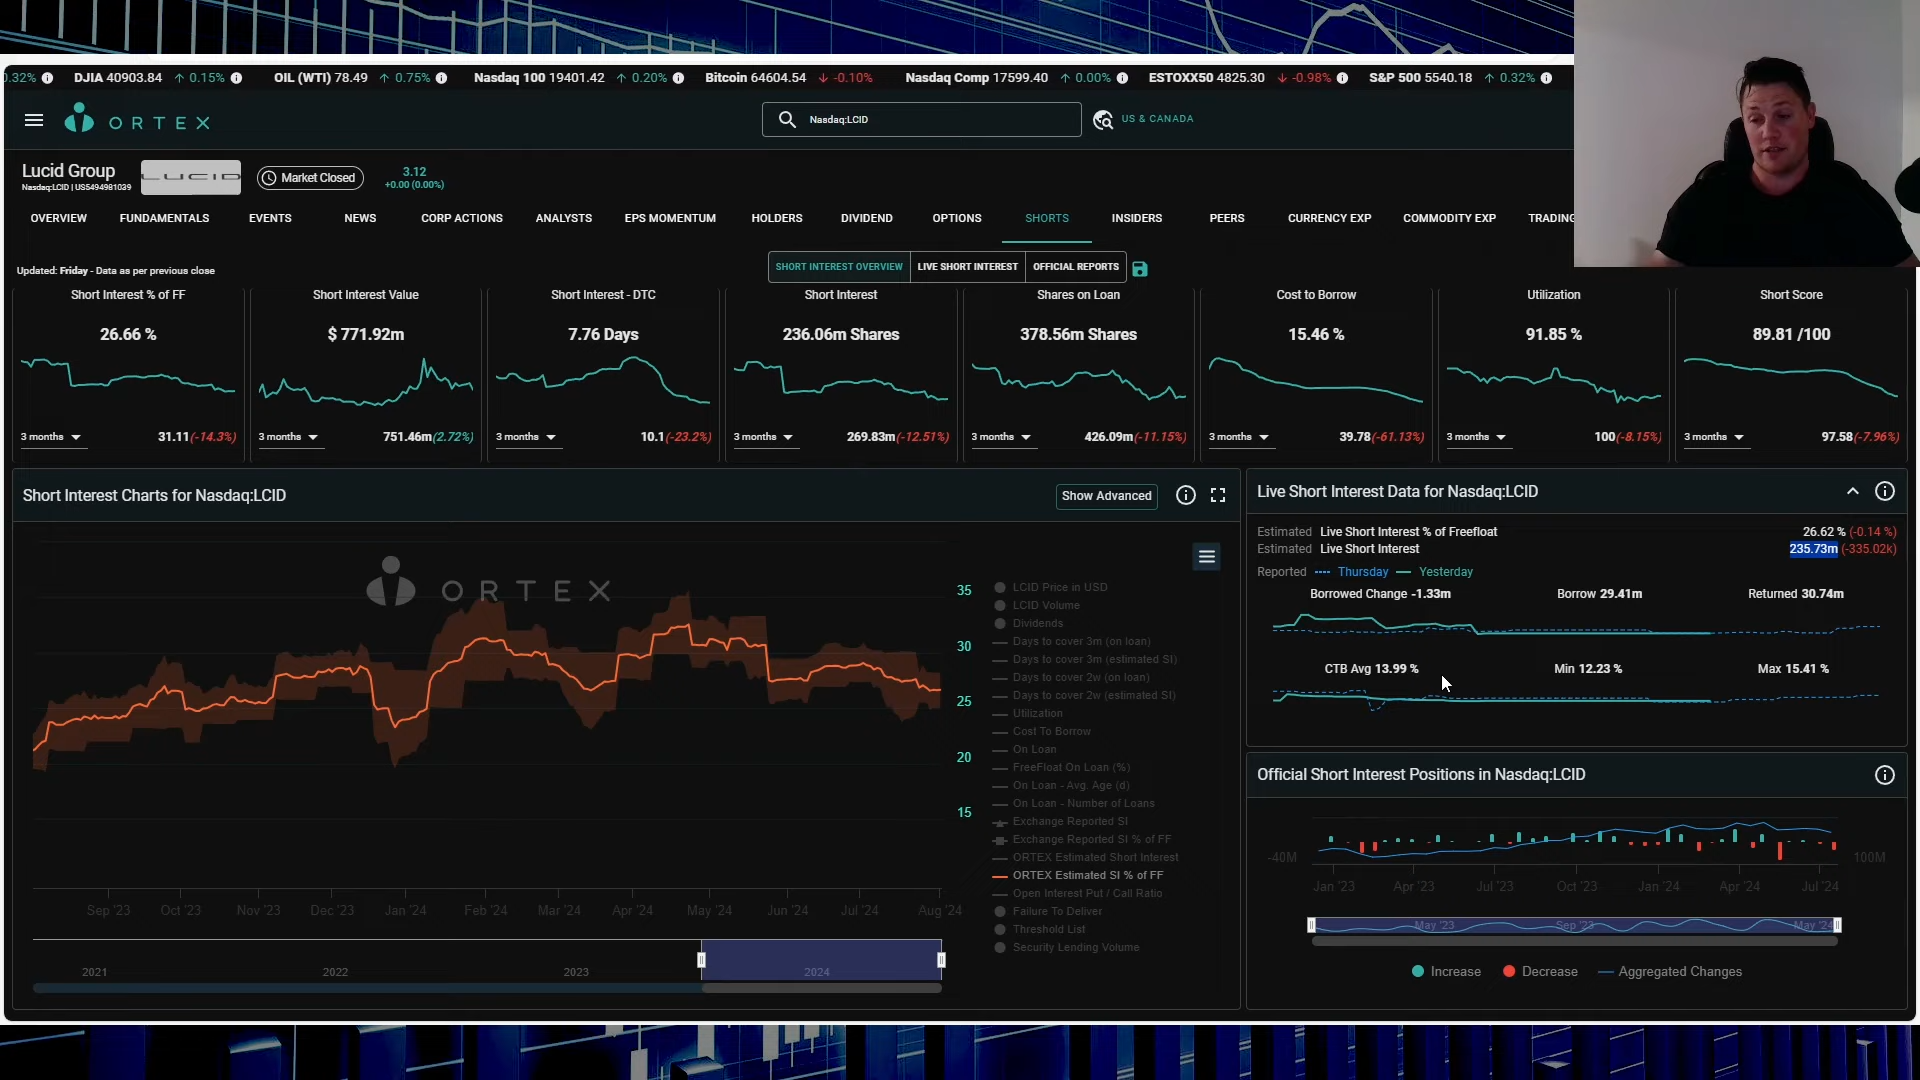 0.32% DJIA 40903.84 ↑ 0.15% OIL (WTI) 78.49 ↑ 0.75% Nasdaq 100 19401.42 ↑ 0.20% Bitcoin 64604.54 ↓ -0.10% Nasdaq Comp 17599.40 ↑ 0.00% ESTOXX50 4825.30 ↓ -0.98% S&P 500 5540.18 ↑ 0.32%
ORTEX
Nasdaq:LCID
US & CANADA
Lucid Group
Nasdaq:LCID | US5494981039
LUCID
Market Closed
3.12
+0.00 (0.00%)
OVERVIEW FUNDAMENTALS EVENTS NEWS CORP ACTIONS ANALYSTS EPS MOMENTUM HOLDERS DIVIDEND OPTIONS SHORTS INSIDERS PEERS CURRENCY EXP COMMODITY EXP TRADING
SHORT INTEREST OVERVIEW LIVE SHORT INTEREST OFFICIAL REPORTS
Updated: Friday - Data as per previous close
Short Interest % of FF Short Interest Value Short Interest - DTC Short Interest Shares on Loan Cost to Borrow Utilization Short Score
26.66 % $ 771.92m 7.76 Days 236.06m Shares 378.56m Shares 15.46 % 91.85 % 89.81 /100
3 months 31.11(-14.3%) 3 months 751.46m(2.72%) 3 months 10.1(-23.2%) 3 months 269.83m(-12.51%) 3 months 426.09m(-11.15%) 3 months 39.78(-61.13%) 3 months 100(-8.15%) 3 months 97.58(-7.96%)
Short Interest Charts for Nasdaq:LCID
Show Advanced
ORTEX
35
30
25
20
15
Sep '23 Oct '23 Nov '23 Dec '23 Jan '24 Feb '24 Mar '24 Apr '24 May '24 Jun '24 Jul '24 Aug '24
2021 2022 2023 2024
LCID Price in USD
LCID Volume
Dividends
Days to cover 3m (on loan)
Days to cover 3m (estimated SI)
Days to cover 2w (on loan)
Days to cover 2w (estimated SI)
Utilization
Cost To Borrow
On Loan
FreeFloat On Loan (%)
On Loan - Avg. Age (d)
On Loan - Number of Loans
Exchange Reported SI
Exchange Reported SI % of FF
ORTEX Estimated Short Interest
ORTEX Estimated SI % of FF
Open Interest Put / Call Ratio
Failure To Deliver
Threshold List
Security Lending Volume
Live Short Interest Data for Nasdaq:LCID
Estimated Live Short Interest % of Freefloat 26.62 % (-0.14 %)
Estimated Live Short Interest 235.73m (-335.02k)
Reported Thursday Yesterday
Borrowed Change -1.33m Borrow 29.41m Returned 30.74m
CTB Avg 13.99 % Min 12.23 % Max 15.41 %
Official Short Interest Positions in Nasdaq:LCID
-40M 100M
Jan '23 Apr '23 Jul '23 Oct '23 Jan '24 Apr '24 Jul '24
May '23 Sep '23 May '24
Increase Decrease Aggregated Changes